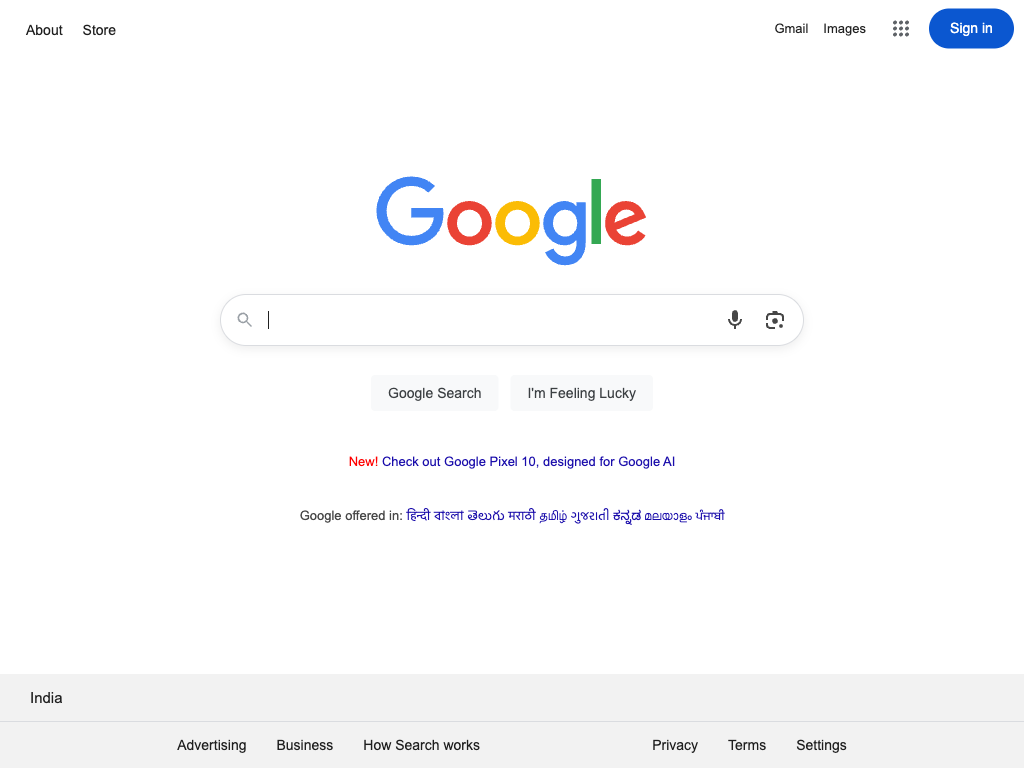 About Store
Gmail Images Sign in
Google
Google Search I'm Feeling Lucky
New! Check out Google Pixel 10, designed for Google AI
Google offered in: हिन्दी বাংলা తెలుగు मराठी தமிழ் ગુજરાતી ಕನ್ನಡ മലയാളം ਪੰਜਾਬੀ
India
Advertising Business How Search works Privacy Terms Settings